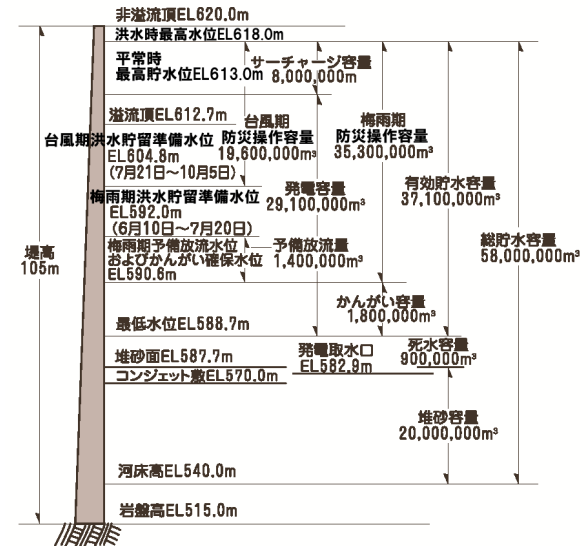 非溢流頂EL620.0m
洪水時最高水位EL618.0m
平常時
最高貯水位EL613.0m
サーチャージ容量
8,000,000m
溢流頂EL612.7m
台風期
防災操作容量
19,600,000m³
梅雨期
防災操作容量
35,300,000m³
台風期洪水貯留準備水位
EL604.8m
(7月21日〜10月5日)
発電容量
29,100,000m³
有効貯水容量
37,100,000m³
梅雨期洪水貯留準備水位
EL592.0m
(6月10日〜7月20日)
総貯水容量
58,000,000m³
堤高
105m
梅雨期予備放流水位
およびかんがい確保水位
EL590.6m
予備放流量
1,400,000m³
かんがい容量
1,800,000m³
最低水位EL588.7m
堆砂面EL587.7m
発電取水口
EL582.9m
死水容量
900,000m³
コンジェット敷EL570.0m
堆砂容量
20,000,000m³
河床高EL540.0m
岩盤高EL515.0m